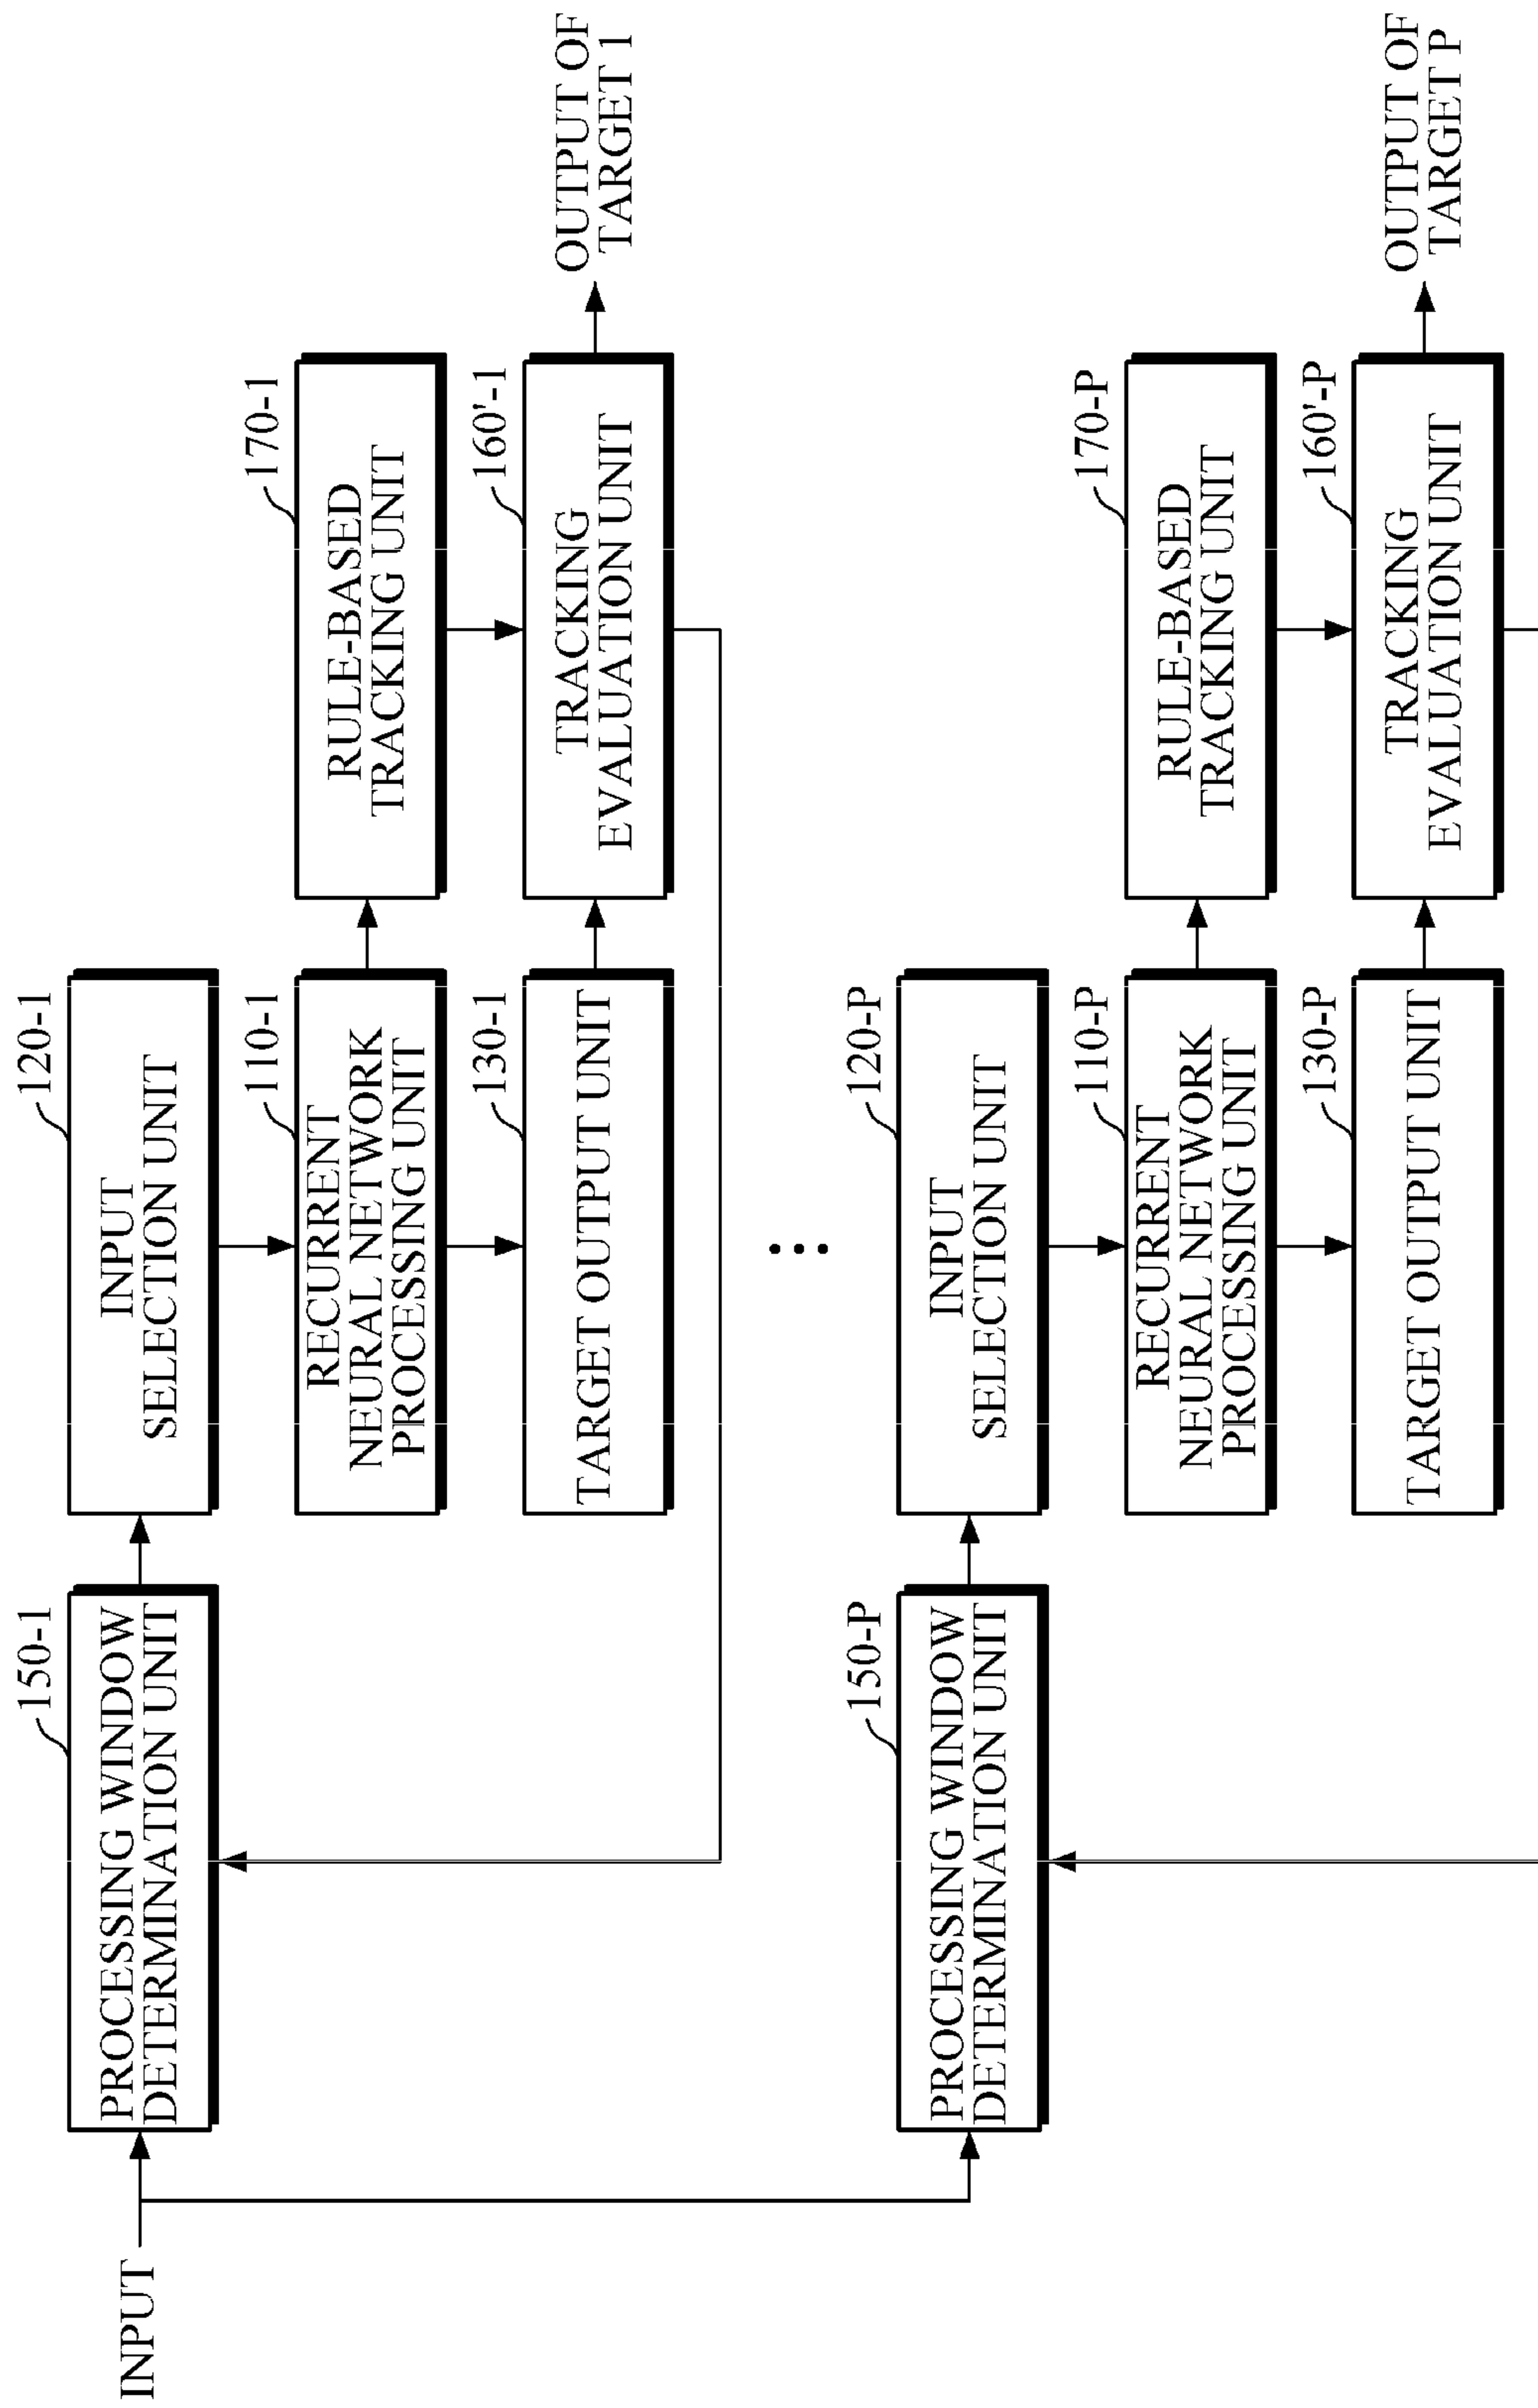 INPUT
150-1
PROCESSING WINDOW
DETERMINATION UNIT
120-1
INPUT
SELECTION UNIT
110-1
RECURRENT
NEURAL NETWORK
PROCESSING UNIT
170-1
RULE-BASED
TRACKING UNIT
130-1
TARGET OUTPUT UNIT
160'-1
TRACKING
EVALUATION UNIT
OUTPUT OF
TARGET 1
...
150-P
PROCESSING WINDOW
DETERMINATION UNIT
120-P
INPUT
SELECTION UNIT
110-P
RECURRENT
NEURAL NETWORK
PROCESSING UNIT
170-P
RULE-BASED
TRACKING UNIT
130-P
TARGET OUTPUT UNIT
160'-P
TRACKING
EVALUATION UNIT
OUTPUT OF
TARGET P